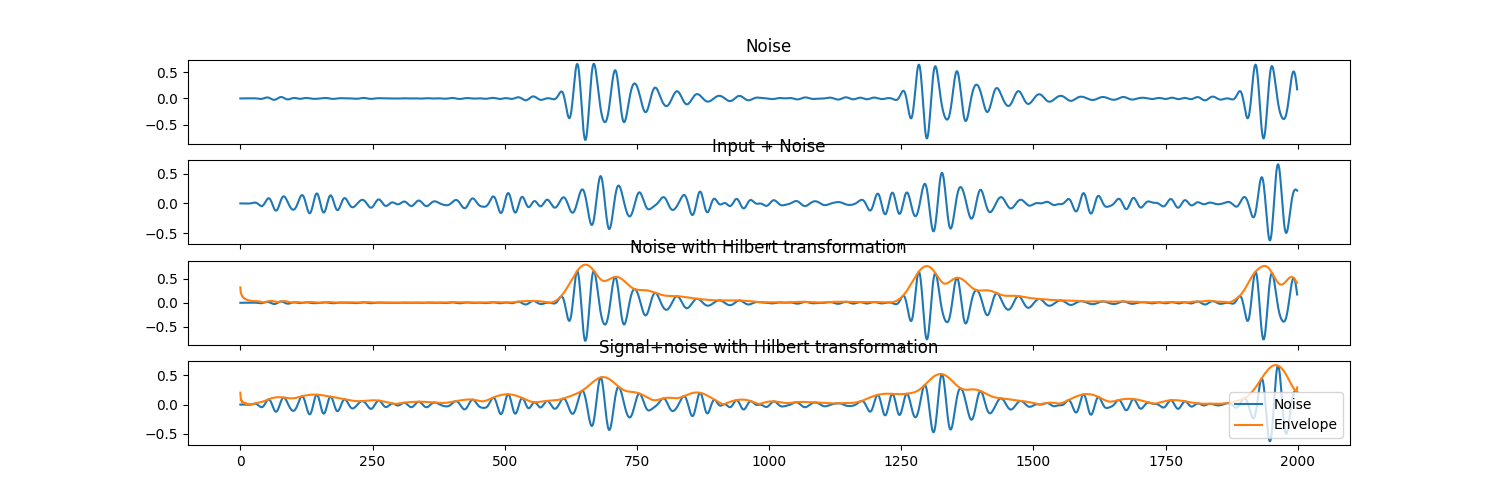 Noise
0.5
0.0
−0.5
Input + Noise
0.5
0.0
−0.5
Noise with Hilbert transformation
0.5
0.0
−0.5
Signal+noise with Hilbert transformation
0.5
0.0
−0.5
Noise
Envelope
0 250 500 750 1000 1250 1500 1750 2000